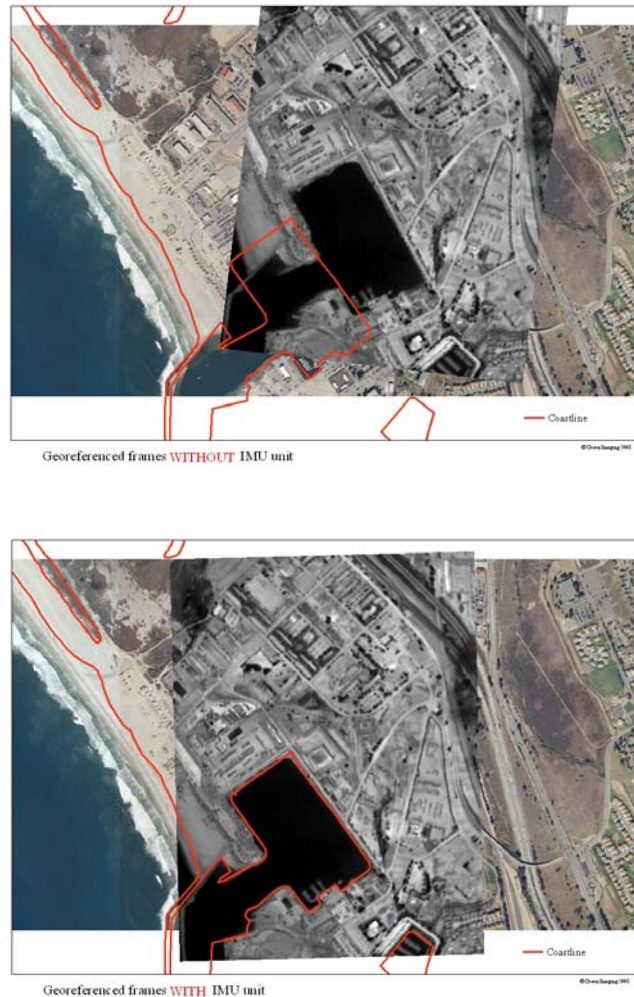 Coastline
Georeferenced frames WITHOUT IMU unit
Coastline
Georeferenced frames WITH IMU unit